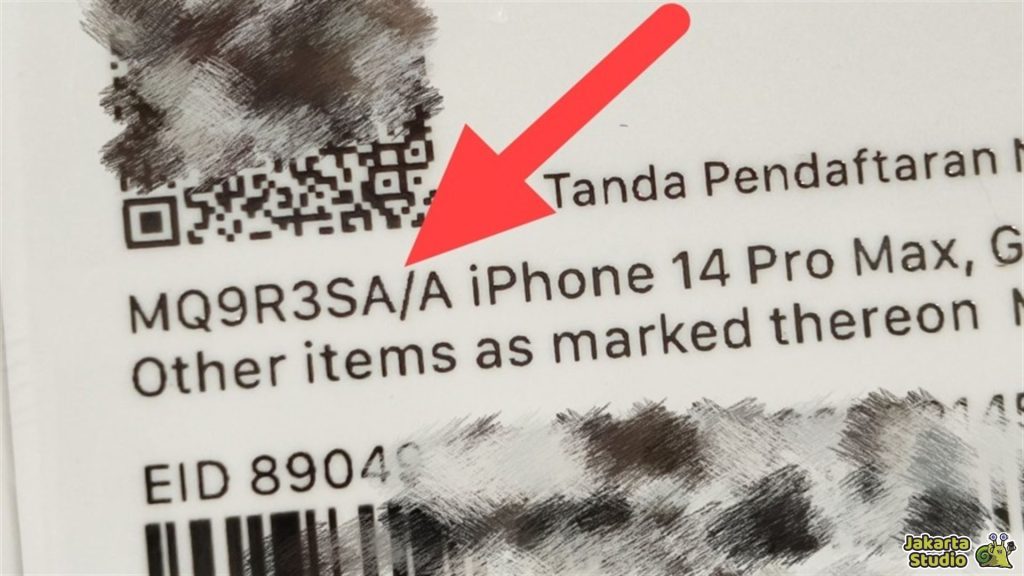 Tanda Pendaftaran
MQ9R3SA/A iPhone 14 Pro Max,
Other items as marked thereon
EID 8904
Jakarta
Studio